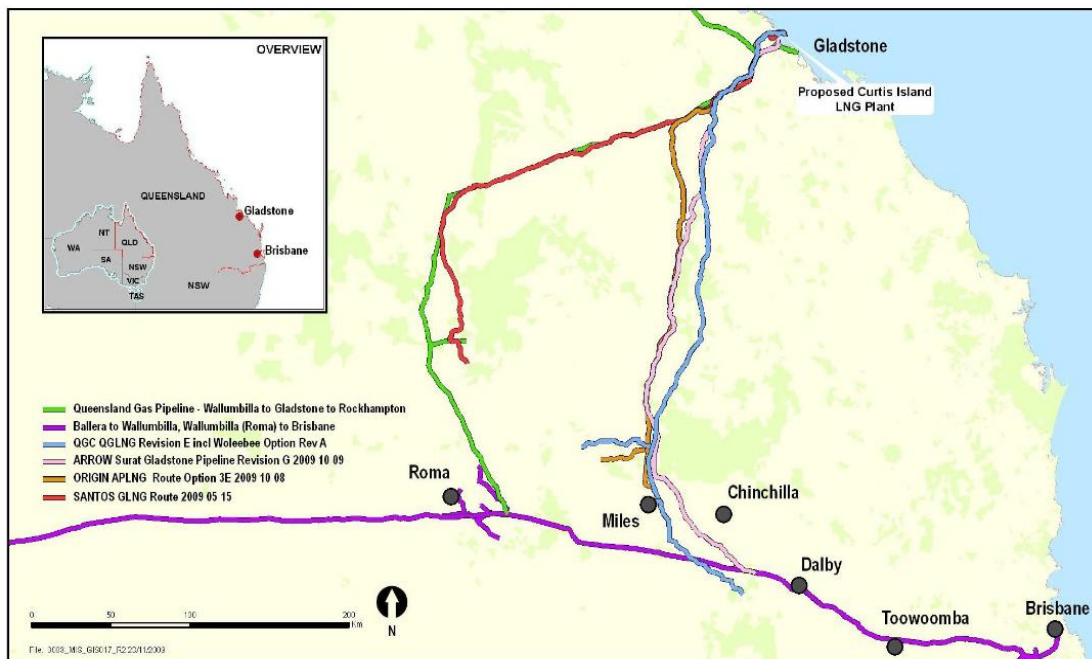 OVERVIEW
QUEENSLAND
Gladstone
Brisbane
NT
QLD
WA
SA
NSW
VIC
TAS
NSW
Gladstone
Proposed Curtis Island
LNG Plant
Queensland Gas Pipeline - Wallumbilla to Gladstone to Rockhampton
Ballera to Wallumbilla, Wallumbilla (Roma) to Brisbane
QGC QGLNG Revision E incl Woleebee Option Rev A
ARROW Surat Gladstone Pipeline Revision G 2009 10 09
ORIGIN APLNG Route Option 3E 2009 10 08
SANTOS GLNG Route 2009 05 15
Roma
Miles
Chinchilla
Dalby
Toowoomba
Brisbane
0 50 100 200
Km
N